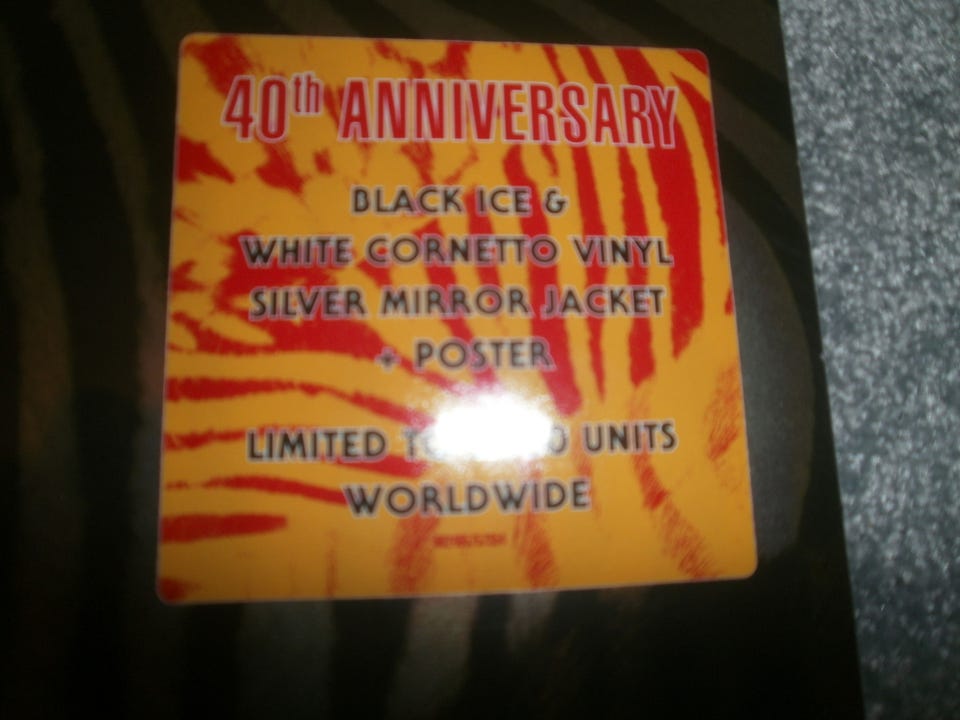 40th ANNIVERSARY
BLACK ICE &
WHITE CORNETTO VINYL
SILVER MIRROR JACKET
+ POSTER
LIMITED UNITS
WORLDWIDE